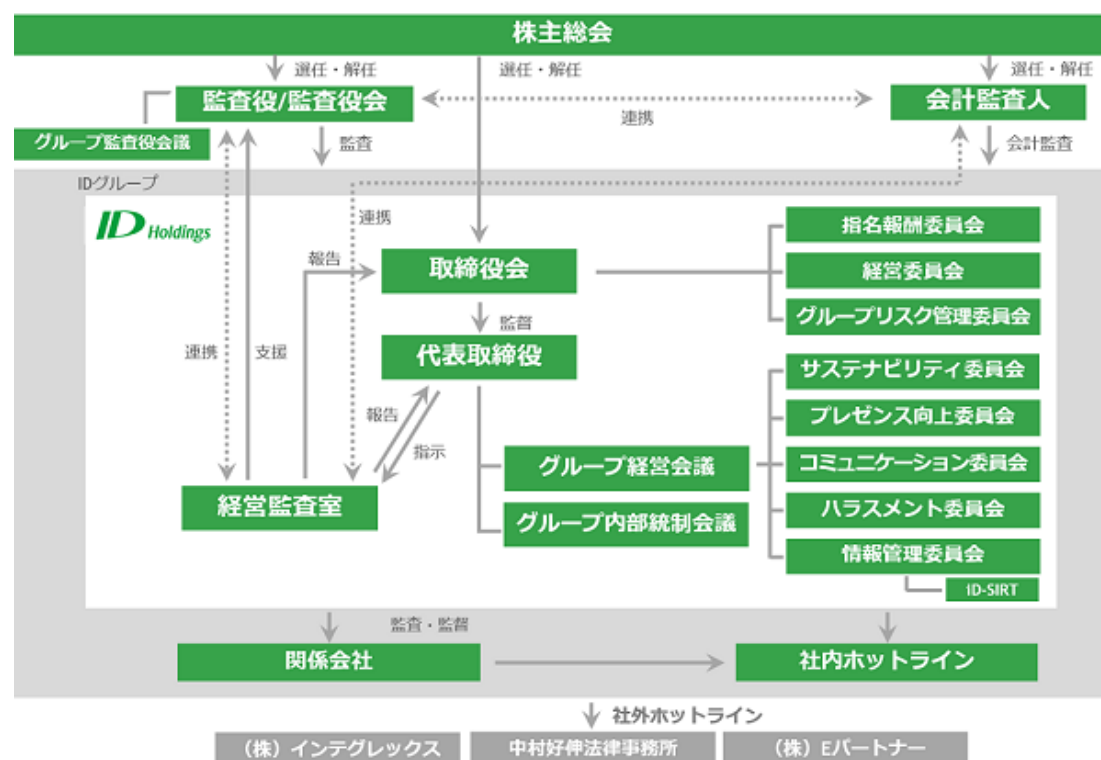 株主総会
選任・解任
選任・解任
選任・解任
監査役/監査役会
連携
会計監査人
グループ監査役会議
監査
会計監査
IDグループ
ID Holdings
連携
指名報酬委員会
報告
取締役会
経営委員会
グループリスク管理委員会
監督
連携
支援
代表取締役
サステナビリティ委員会
報告
プレゼンス向上委員会
指示
グループ経営会議
コミュニケーション委員会
経営監査室
グループ内部統制会議
ハラスメント委員会
情報管理委員会
ID-SIRT
監査・監督
関係会社
社内ホットライン
社外ホットライン
（株）インテグレックス
中村好伸法律事務所
（株）Eパートナー